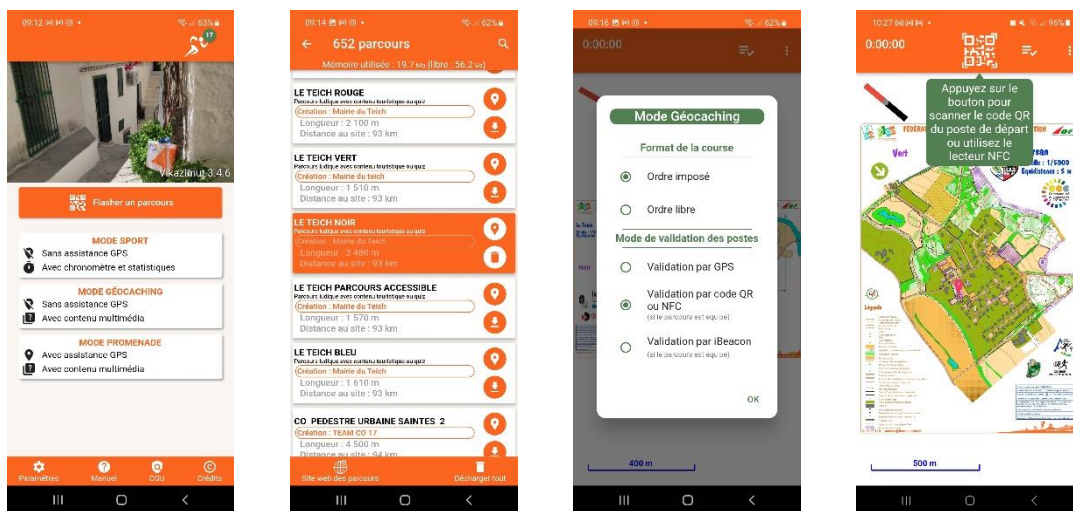 09:12
63%
17
Vikazimut 3.4.6
Flasher un parcours
MODE SPORT
Sans assistance GPS
Avec chronomètre et statistiques
MODE GÉOCACHING
Sans assistance GPS
Avec contenu multimédia
MODE PROMENADE
Avec assistance GPS
Avec contenu multimédia
Paramètres
Manuel
CGU
Crédits
09:14
62%
652 parcours
Mémoire utilisée : 19.7 Mo (libre : 56.2 Go)
LE TEICH ROUGE
Parcours ludique avec contenu touristique ou quiz
Création : Mairie du Teich
Longueur : 2 100 m
Distance au site : 93 km
LE TEICH VERT
Parcours ludique avec contenu touristique ou quiz
Création : Mairie du teich
Longueur : 1 510 m
Distance au site : 93 km
LE TEICH NOIR
Parcours ludique avec contenu touristique ou quiz
Création : Mairie du Teich
Longueur : 2 480 m
Distance au site : 93 km
LE TEICH PARCOURS ACCESSIBLE
Parcours ludique avec contenu touristique ou quiz
Création : Mairie du Teich
Longueur : 1 570 m
Distance au site : 93 km
LE TEICH BLEU
Parcours ludique avec contenu touristique ou quiz
Création : Mairie du Teich
Longueur : 1 610 m
Distance au site : 93 km
CO PEDESTRE URBAINE SAINTES 2
Création : TEAM CO 17
Longueur : 4 500 m
Distance au site : 94 km
Site web des parcours
Décharger tout
09:16
62%
0:00:00
Mode Géocaching
Format de la course
Ordre imposé
Ordre libre
Mode de validation des postes
Validation par GPS
Validation par code QR
ou NFC
(si le parcours est équipé)
Validation par iBeacon
(si le parcours est équipé)
OK
400 m
10:27
96%
0:00:00
Appuyez sur le
bouton pour
scanner le code QR
du poste de départ
ou utilisez le
lecteur NFC
Vert
: 1/5000
Equidistance : 5 m
Légende
500 m